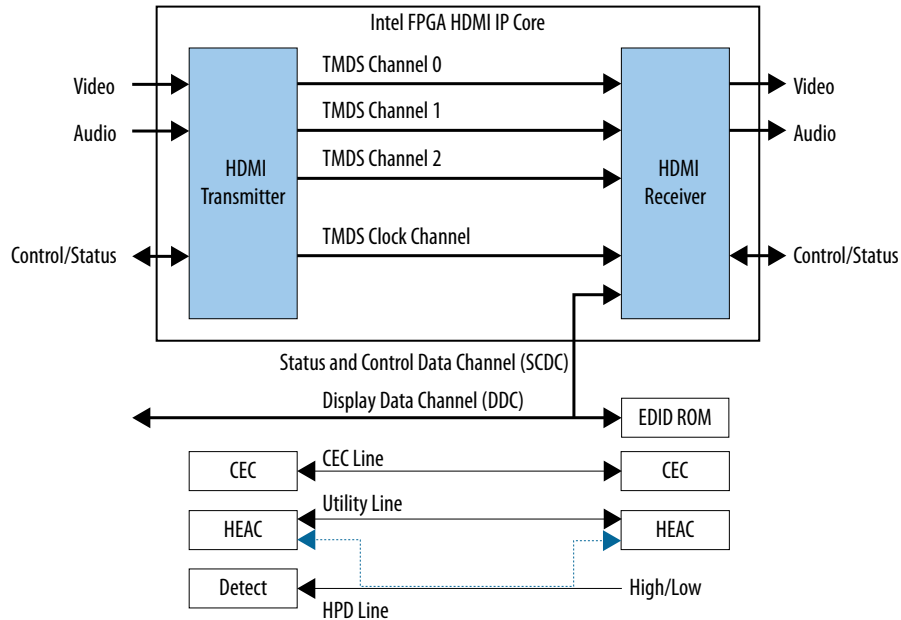 Intel FPGA HDMI IP Core
TMDS Channel 0
Video
Video
TMDS Channel 1
Audio
Audio
TMDS Channel 2
HDMI
Transmitter
HDMI
Receiver
TMDS Clock Channel
Control/Status
Control/Status
Status and Control Data Channel (SCDC)
Display Data Channel (DDC)
EDID ROM
CEC
CEC Line
CEC
Utility Line
HEAC
HEAC
Detect
High/Low
HPD Line